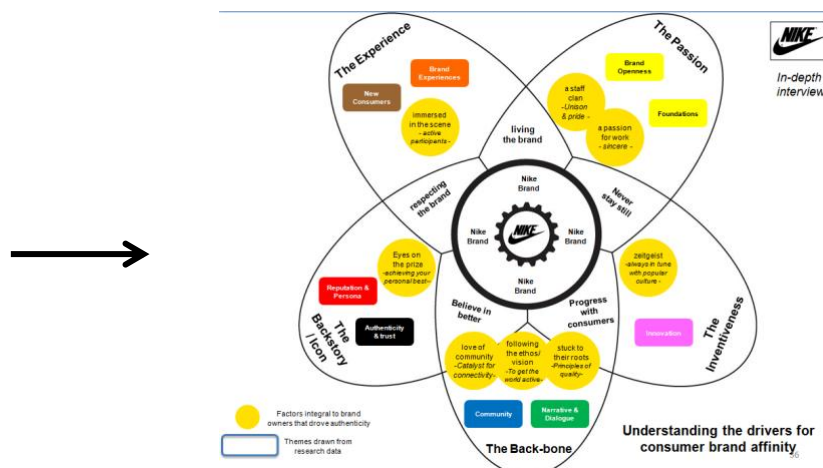 The Experience
Brand
Experiences
New
Consumers
immersed
in the scene
- active
participants -
The Passion
Brand
Openness
a staff
clan
-Unison
& pride -
Foundations
a passion
for work
- sincere -
NIKE
In-depth
interview
living
the brand
respecting
the brand
Never
stay still
Nike
Brand
Nike
Brand
NIKE
Nike
Brand
Nike
Brand
Eyes on
the prize
-achieving your
personal best--
Reputation &
Persona
Authenticity
& trust
The
Backstory
/ Icon
zeitgeist
-always in tune
with popular
culture -
Innovation
The
Inventiveness
Believe in
better
Progress
with
consumers
love of
community
-Catalyst for
connectivity-
following
the ethos/
vision
-To get the
world active-
stuck to
their roots
-Principles of
quality-
Community
Narrative &
Dialogue
The Back-bone
Factors integral to brand
owners that drove authenticity
Themes drawn from
research data
Understanding the drivers for
consumer brand affinity